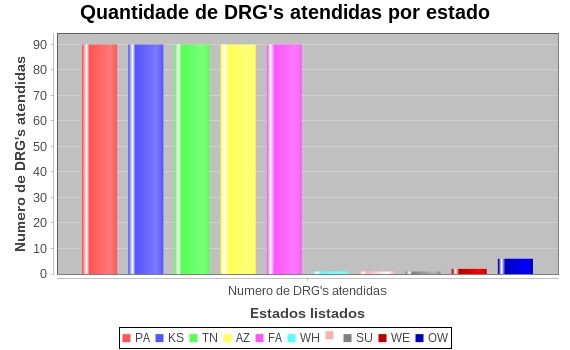 Quantidade de DRG's atendidas por estado
Numero de DRG's atendidas
90
80
70
60
50
40
30
20
10
0
Numero de DRG's atendidas
Estados listados
PA KS TN AZ FA WH SU WE OW